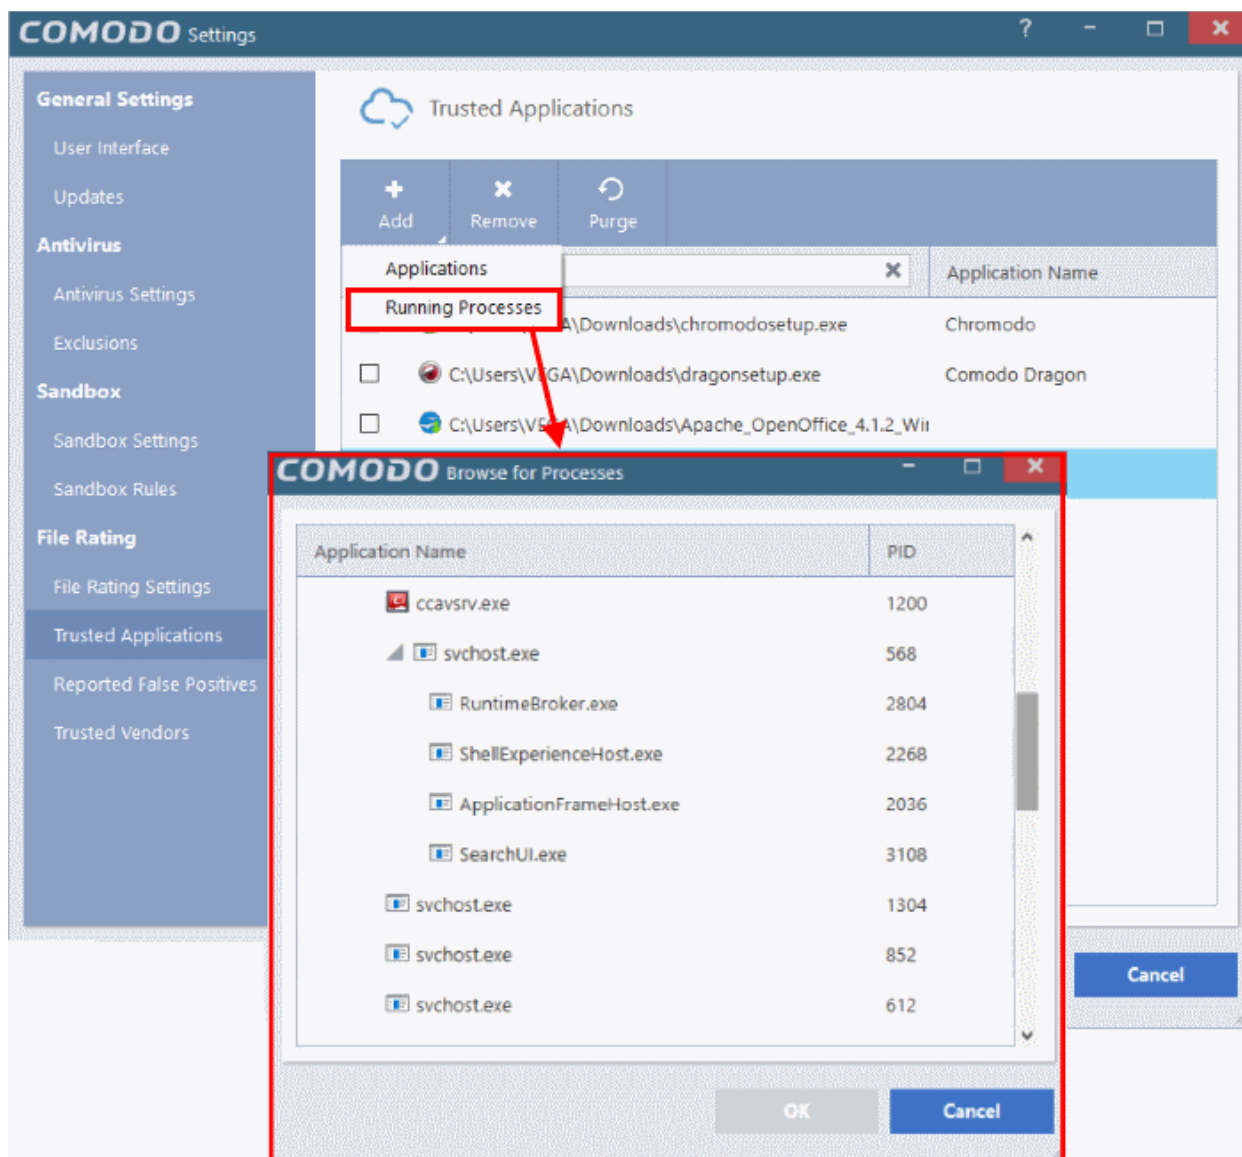 COMODO Settings
?
General Settings
User Interface
Updates
Antivirus
Antivirus Settings
Exclusions
Sandbox
Sandbox Settings
Sandbox Rules
File Rating
File Rating Settings
Trusted Applications
Reported False Positives
Trusted Vendors
Trusted Applications
Add Remove Purge
Applications
Running Processes
Application Name
A\Downloads\chromodosetup.exe Chromodo
C:\Users\VEGA\Downloads\dragonsetup.exe Comodo Dragon
C:\Users\VEGA\Downloads\Apache_OpenOffice_4.1.2_Wi
COMODO Browse for Processes
Application Name PID
ccavsrv.exe 1200
svchost.exe 568
RuntimeBroker.exe 2804
ShellExperienceHost.exe 2268
ApplicationFrameHost.exe 2036
SearchUI.exe 3108
svchost.exe 1304
svchost.exe 852
svchost.exe 612
OK Cancel
Cancel